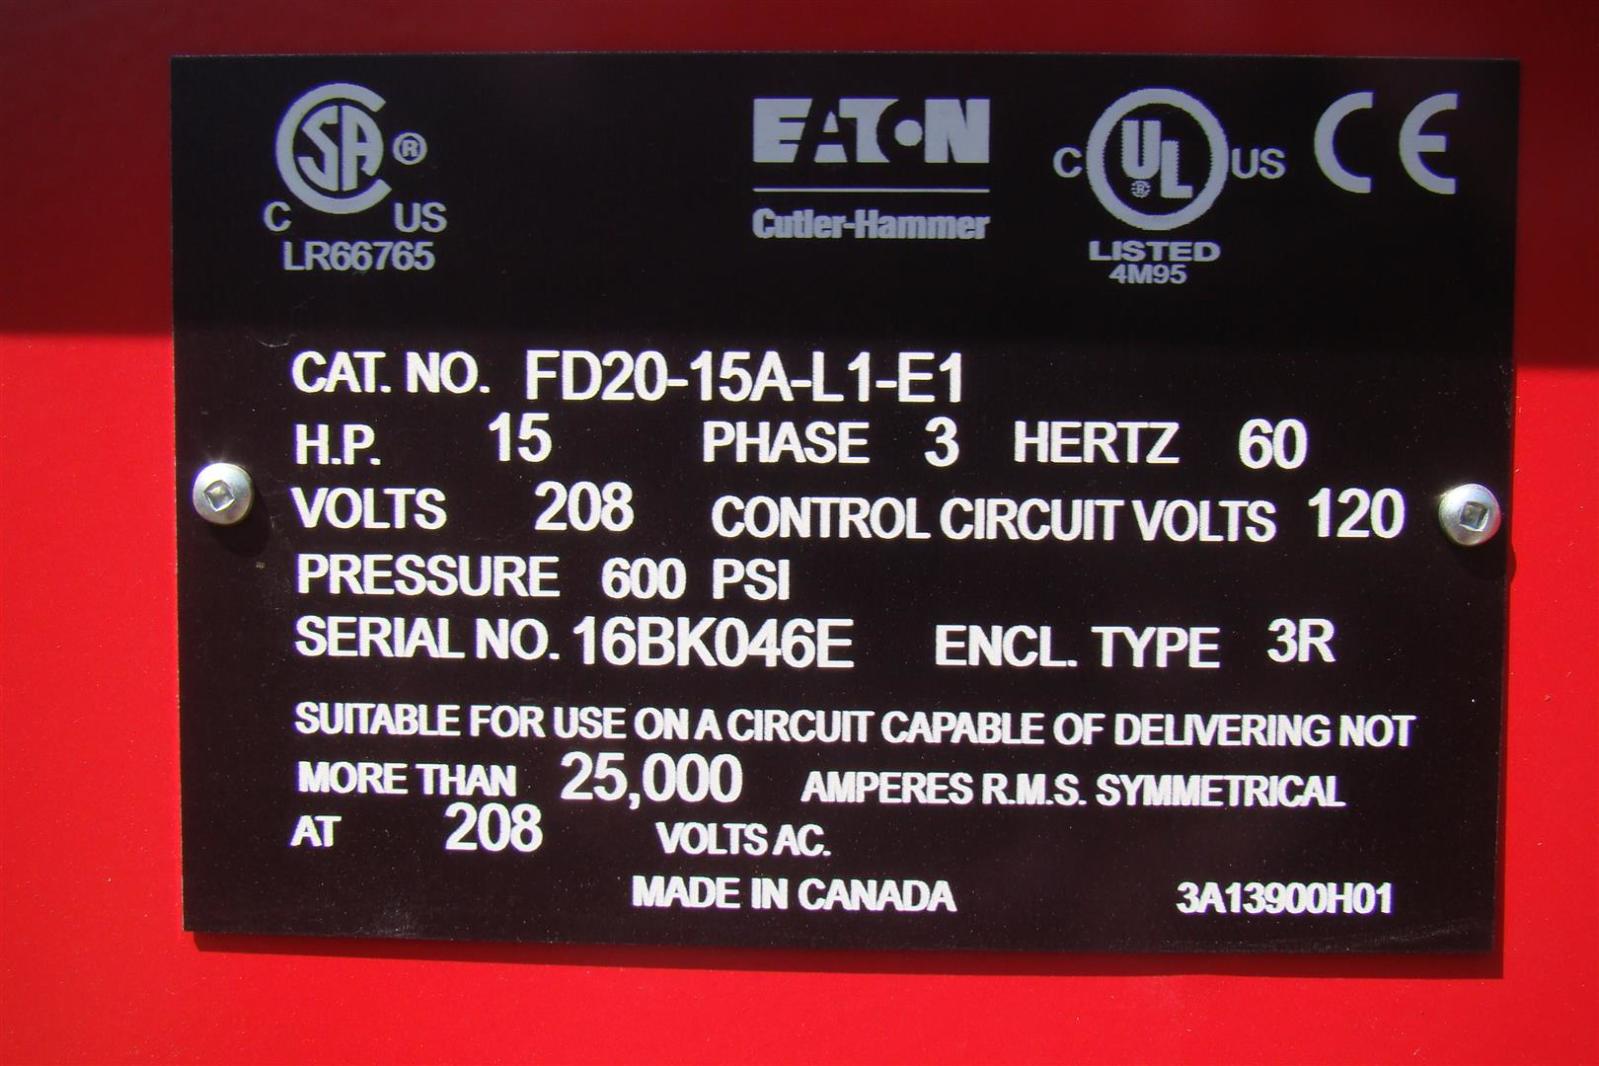 CSA ®
C US
LR66765
EATON
Cutler-Hammer
C UL ® US
LISTED
4M95
CE
CAT. NO. FD20-15A-L1-E1
H.P. 15 PHASE 3 HERTZ 60
VOLTS 208 CONTROL CIRCUIT VOLTS 120
PRESSURE 600 PSI
SERIAL NO. 16BK046E ENCL. TYPE 3R
SUITABLE FOR USE ON A CIRCUIT CAPABLE OF DELIVERING NOT
MORE THAN 25,000 AMPERES R.M.S. SYMMETRICAL
AT 208 VOLTS AC.
MADE IN CANADA 3A13900H01